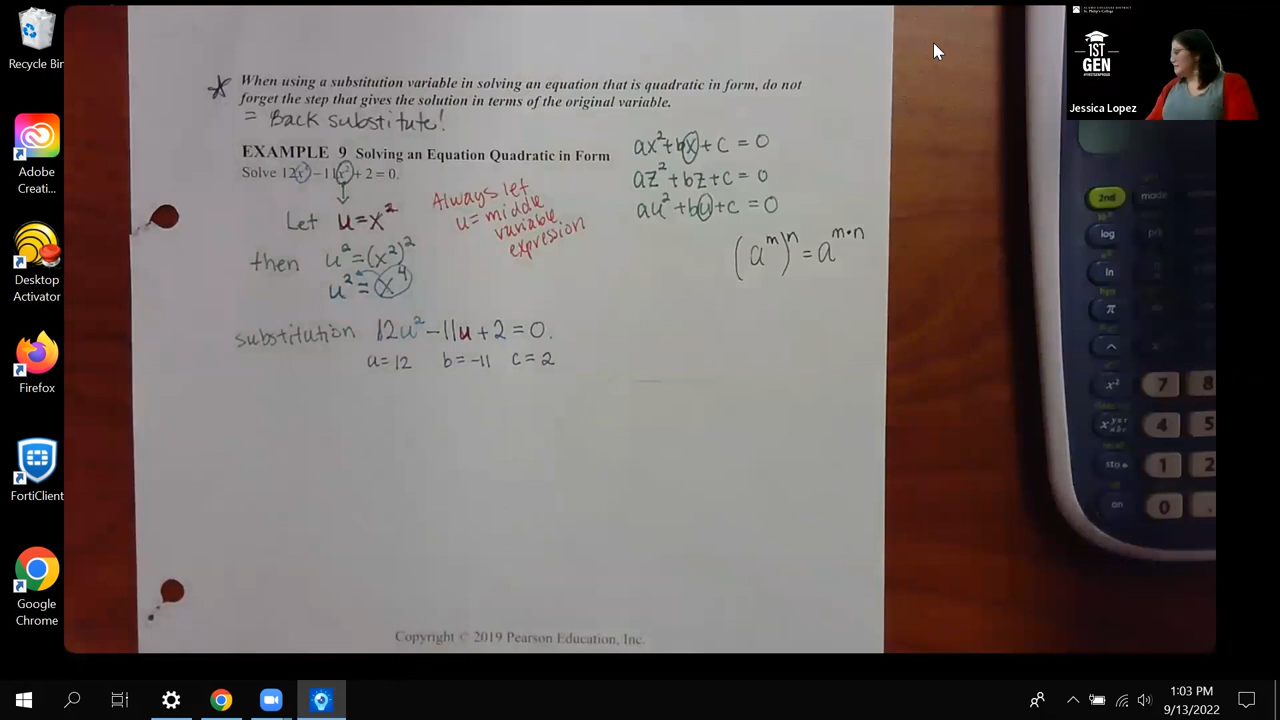 Recycle Bin
Adobe
Creati...
Desktop
Activator
Firefox
FortiClient
Google
Chrome
When using a substitution variable in solving an equation that is quadratic in form, do not
forget the step that gives the solution in terms of the original variable.
= Back substitute!
EXAMPLE 9 Solving an Equation Quadratic in Form
Solve 12x⁴ − 11x² + 2 = 0.
Let u = x²
then u² = (x²)²
u² = x⁴
Always let
u = middle
variable
expression
ax² + bx + c = 0
az² + bz + c = 0
au² + bu + c = 0
(aᵐ)ⁿ = aᵐ·ⁿ
substitution 12u² − 11u + 2 = 0.
a = 12 b = −11 c = 2
Copyright © 2019 Pearson Education, Inc.
1ST
GEN
Jessica Lopez
2nd
mode
log
ln
π
^
x²
7
8
4
5
sto
1
2
on
0
.
1:03 PM
9/13/2022